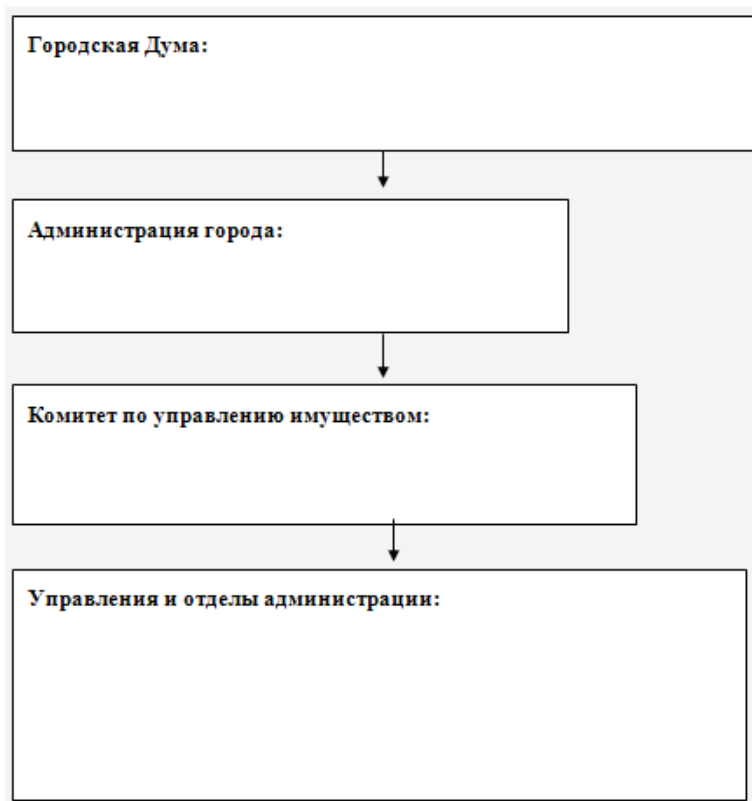 Городская Дума:
Администрация города:
Комитет по управлению имуществом:
Управления и отделы администрации: